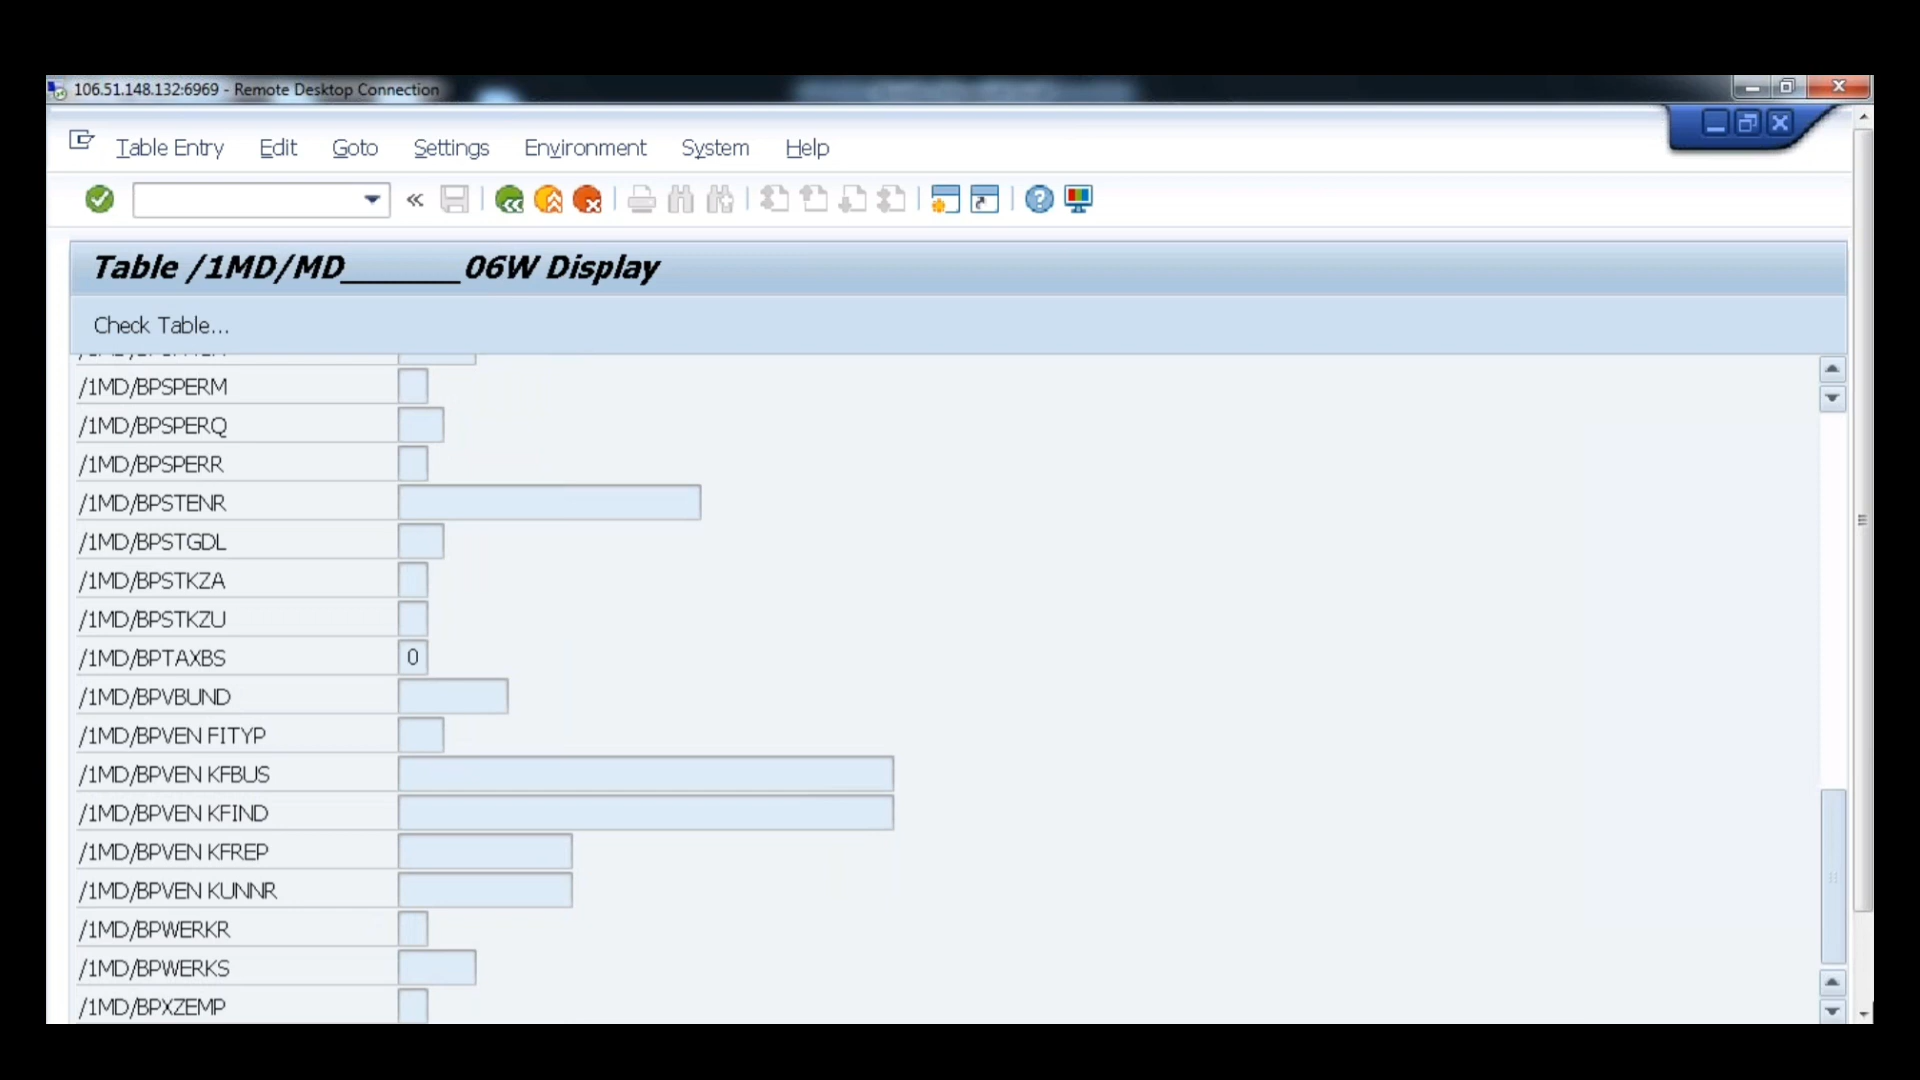 106.51.148.132:6969 - Remote Desktop Connection
Table Entry Edit Goto Settings Environment System Help
Table /1MD/MD______06W Display
Check Table...
/1MD/BPSPERM
/1MD/BPSPERQ
/1MD/BPSPERR
/1MD/BPSTENR
/1MD/BPSTGDL
/1MD/BPSTKZA
/1MD/BPSTKZU
/1MD/BPTAXBS 0
/1MD/BPVBUND
/1MD/BPVEN FITYP
/1MD/BPVEN KFBUS
/1MD/BPVEN KFIND
/1MD/BPVEN KFREP
/1MD/BPVEN KUNNR
/1MD/BPWERKR
/1MD/BPWERKS
/1MD/BPXZEMP